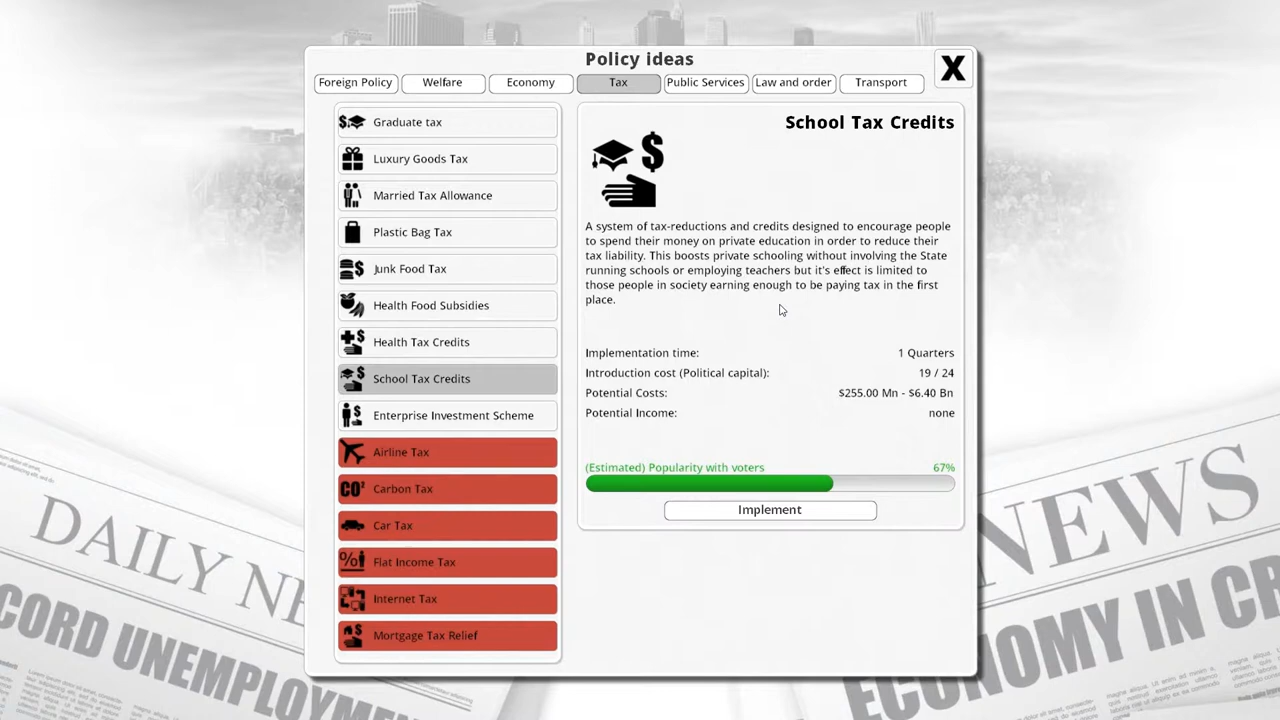 Policy ideas
X
Foreign Policy
Welfare
Economy
Tax
Public Services
Law and order
Transport
Graduate tax
Luxury Goods Tax
Married Tax Allowance
Plastic Bag Tax
Junk Food Tax
Health Food Subsidies
Health Tax Credits
School Tax Credits
Enterprise Investment Scheme
Airline Tax
CO²
Carbon Tax
Car Tax
Flat Income Tax
Internet Tax
Mortgage Tax Relief
School Tax Credits
A system of tax-reductions and credits designed to encourage people
to spend their money on private education in order to reduce their
tax liability. This boosts private schooling without involving the State
running schools or employing teachers but it's effect is limited to
those people in society earning enough to be paying tax in the first
place.
Implementation time: 1 Quarters
Introduction cost (Political capital): 19 / 24
Potential Costs: $255.00 Mn - $6.40 Bn
Potential Income: none
(Estimated) Popularity with voters 67%
Implement
DAILY NE
CORD UNEMPLOYM
NEWS
ECONOMY IN CR